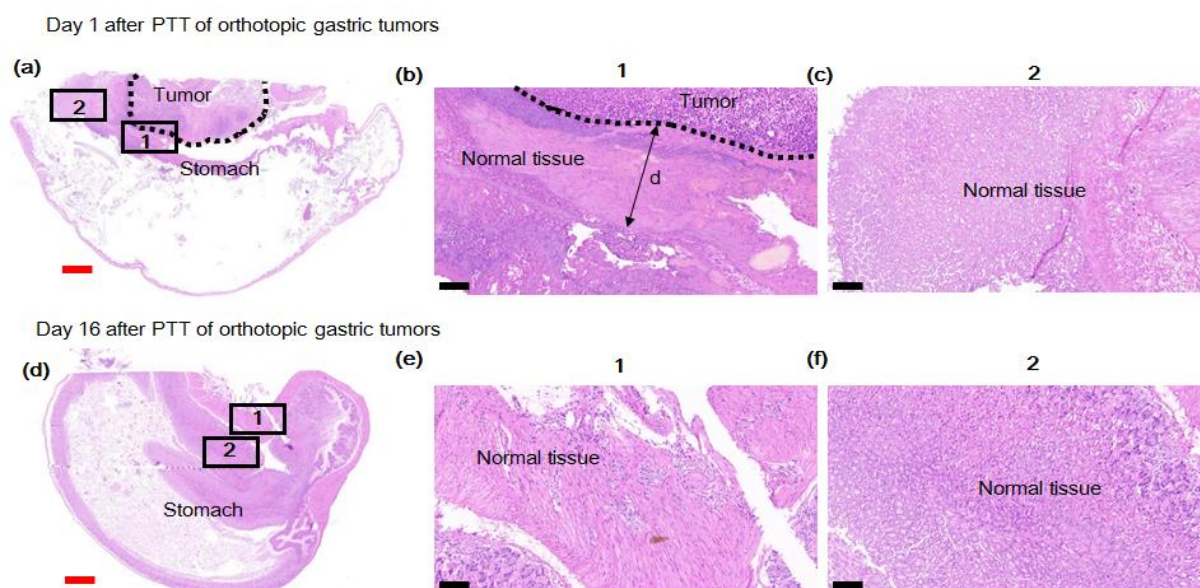 Day 1 after PTT of orthotopic gastric tumors
(a)
Tumor
2
1
Stomach
(b)
1
Tumor
Normal tissue
d
(c)
2
Normal tissue
Day 16 after PTT of orthotopic gastric tumors
(d)
1
2
Stomach
(e)
1
Normal tissue
(f)
2
Normal tissue